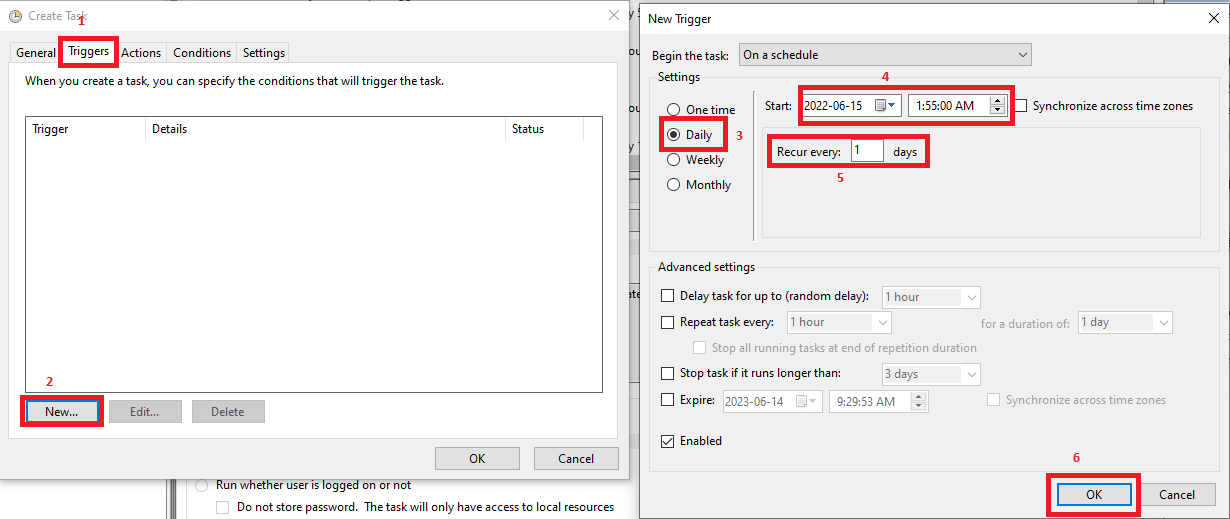 Create Task
1
General Triggers Actions Conditions Settings
When you create a task, you can specify the conditions that will trigger the task.
Trigger Details Status
2
New... Edit... Delete
OK Cancel
Run whether user is logged on or not
Do not store password. The task will only have access to local resources
New Trigger
Begin the task: On a schedule
Settings
4
One time
Start: 2022-06-15 1:55:00 AM Synchronize across time zones
Daily 3
Recur every: 1 days
5
Weekly
Monthly
Advanced settings
Delay task for up to (random delay): 1 hour
Repeat task every: 1 hour for a duration of: 1 day
Stop all running tasks at end of repetition duration
Stop task if it runs longer than: 3 days
Expire: 2023-06-14 9:29:53 AM Synchronize across time zones
Enabled
6
OK Cancel